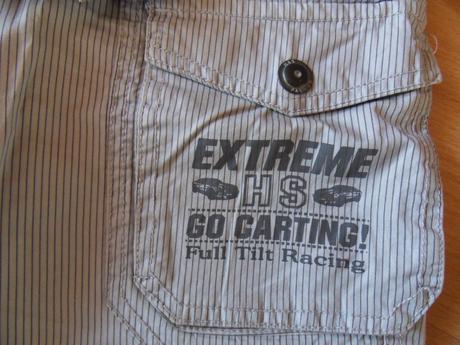 EXTREME
HS
GO CARTING!
Full Tilt Racing